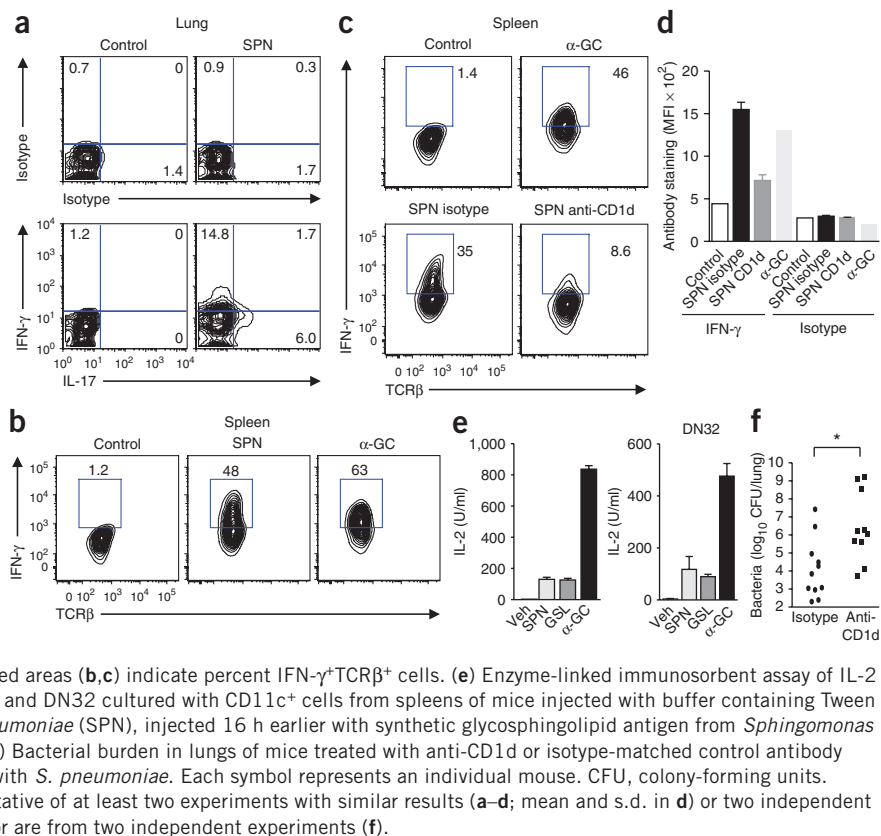 a
Lung
Control
SPN
0.7
0
0.9
0.3
1.4
1.7
Isotype
Isotype
1.2
0
14.8
1.7
0
6.0
10⁴
10³
10²
10¹
10⁰
10⁰ 10¹ 10² 10³ 10⁴
IFN-γ
IL-17
b
Spleen
Control
SPN
α-GC
1.2
48
63
10⁵
10⁴
10³
10²
0
0 10² 10³ 10⁴ 10⁵
IFN-γ
TCRβ
c
Spleen
Control
α-GC
1.4
46
SPN isotype
SPN anti-CD1d
35
8.6
10⁵
10⁴
10³
10²
0
0 10² 10³ 10⁴ 10⁵
IFN-γ
TCRβ
d
Antibody staining (MFI × 10²)
20
15
10
5
0
Control
SPN isotype
SPN CD1d
α-GC
Control
SPN isotype
SPN CD1d
α-GC
IFN-γ
Isotype
e
IL-2 (U/ml)
1,000
800
600
400
200
0
Veh
SPN
GSL
α-GC
DN32
IL-2 (U/ml)
600
400
200
0
Veh
SPN
GSL
α-GC
f
*
Bacteria (log₁₀ CFU/lung)
10
9
8
7
6
5
4
3
2
Isotype
Anti-
CD1d
ed areas (b,c) indicate percent IFN-γ⁺TCRβ⁺ cells. (e) Enzyme-linked immunosorbent assay of IL-2
and DN32 cultured with CD11c⁺ cells from spleens of mice injected with buffer containing Tween
umoniae (SPN), injected 16 h earlier with synthetic glycosphingolipid antigen from Sphingomonas
) Bacterial burden in lungs of mice treated with anti-CD1d or isotype-matched control antibody
with S. pneumoniae. Each symbol represents an individual mouse. CFU, colony-forming units.
tative of at least two experiments with similar results (a–d; mean and s.d. in d) or two independent
or are from two independent experiments (f).